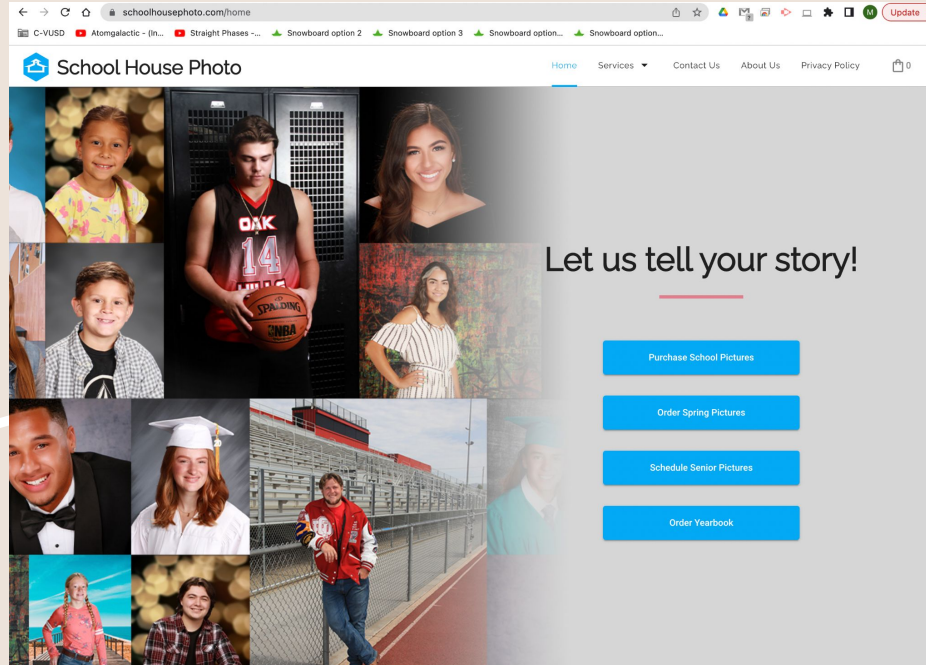 schoolhousephoto.com/home
M
Update
C-VUSD
Atomgalactic - (In...
Straight Phases -...
Snowboard option 2
Snowboard option 3
Snowboard option...
Snowboard option...
School House Photo
Home
Services
Contact Us
About Us
Privacy Policy
0
OAK
14
SPALDING
NBA
Let us tell your story!
Purchase School Pictures
Order Spring Pictures
Schedule Senior Pictures
Order Yearbook